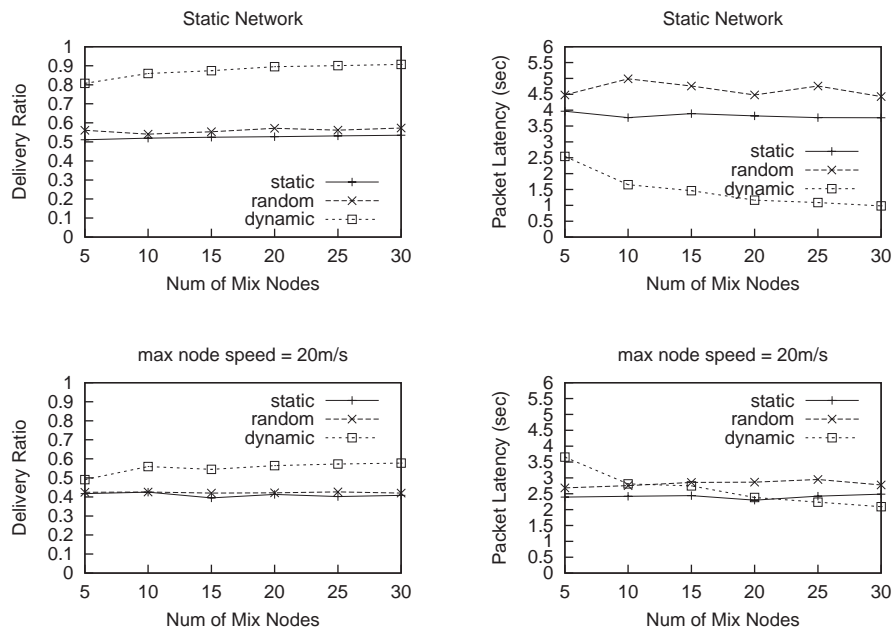 Static Network
Delivery Ratio
1
0.9
0.8
0.7
0.6
0.5
0.4
0.3
0.2
0.1
0
static
random
dynamic
5 10 15 20 25 30
Num of Mix Nodes
Static Network
Packet Latency (sec)
6
5.5
5
4.5
4
3.5
3
2.5
2
1.5
1
0.5
0
static
random
dynamic
5 10 15 20 25 30
Num of Mix Nodes
max node speed = 20m/s
Delivery Ratio
1
0.9
0.8
0.7
0.6
0.5
0.4
0.3
0.2
0.1
0
static
random
dynamic
5 10 15 20 25 30
Num of Mix Nodes
max node speed = 20m/s
Packet Latency (sec)
6
5.5
5
4.5
4
3.5
3
2.5
2
1.5
1
0.5
0
static
random
dynamic
5 10 15 20 25 30
Num of Mix Nodes